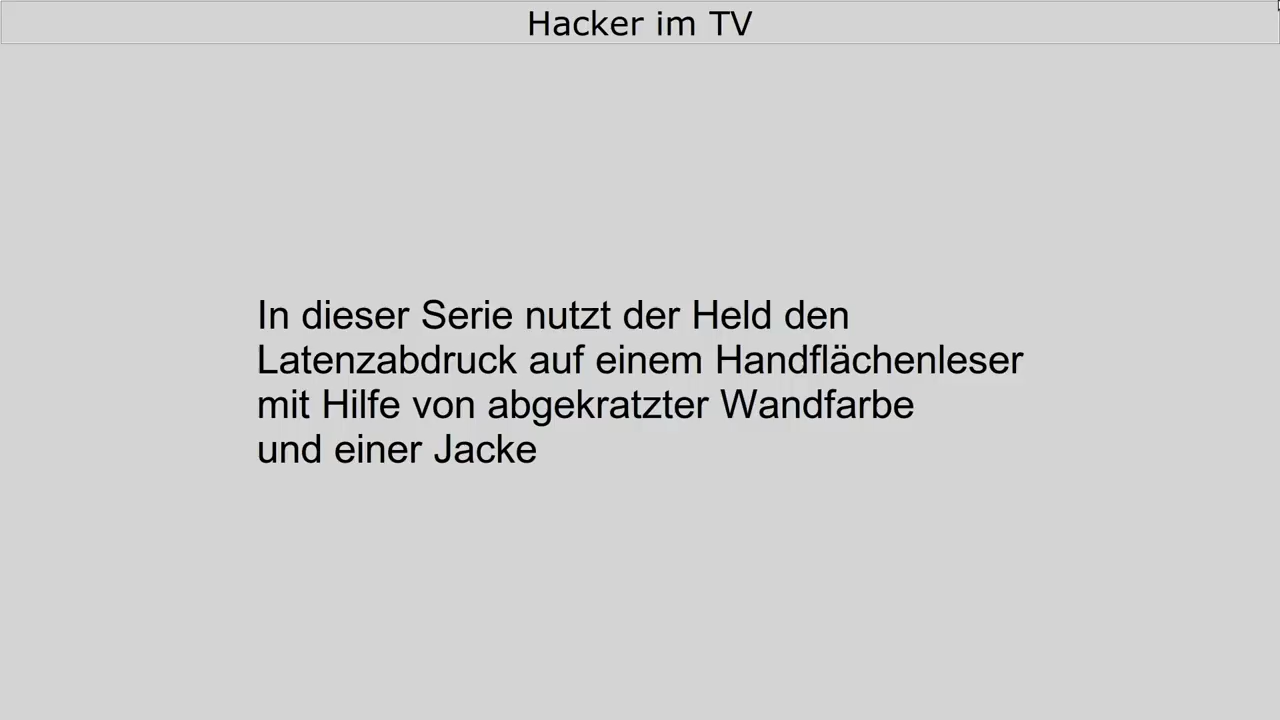 Hacker im TV
In dieser Serie nutzt der Held den
Latenzabdruck auf einem Handflächenleser
mit Hilfe von abgekratzter Wandfarbe
und einer Jacke